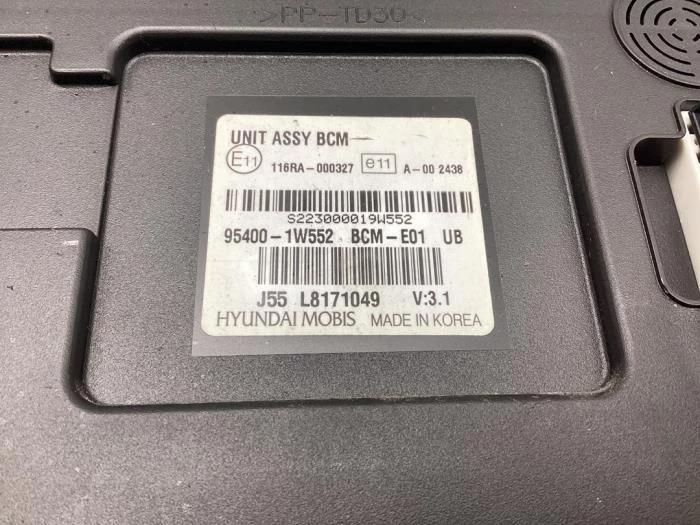 >PP-TD30<
UNIT ASSY BCM
E11 116RA-000327 e11 A-00 2438
S223000019W552
95400-1W552 BCM-E01 UB
J55 L8171049 V:3.1
HYUNDAI MOBIS MADE IN KOREA